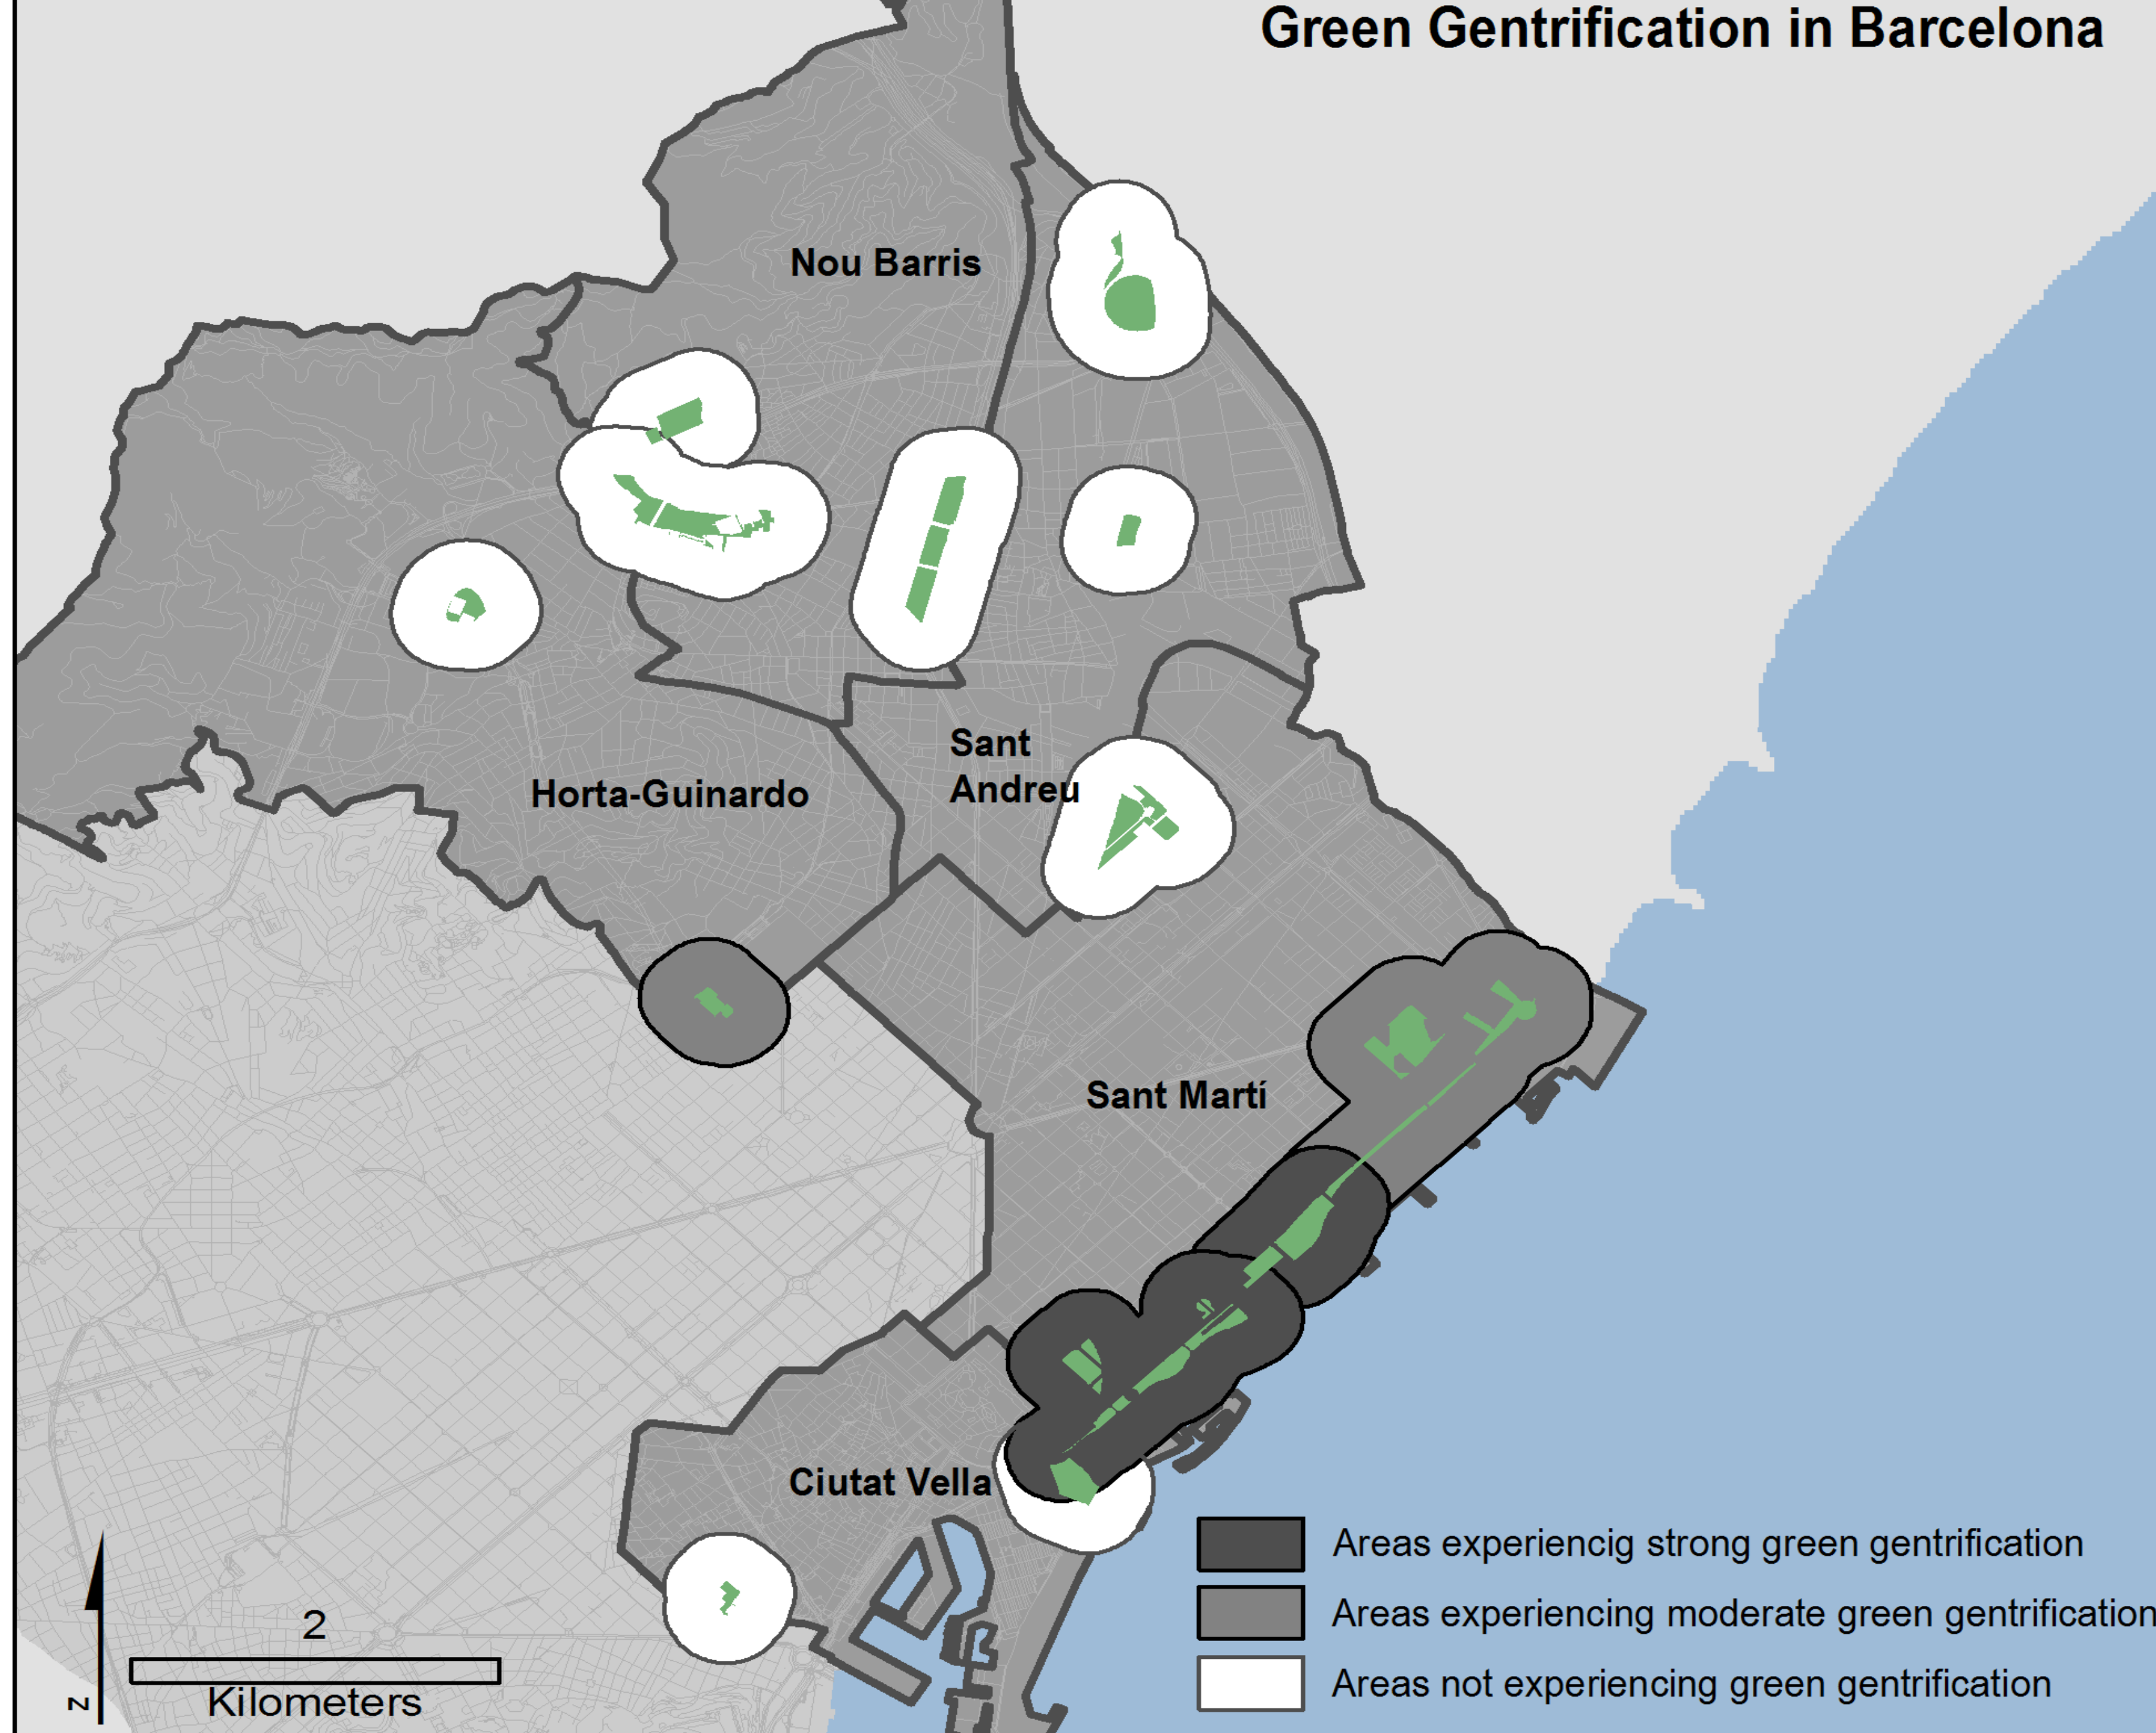 Green Gentrification in Barcelona
Nou Barris
Sant
Andreu
Horta-Guinardo
Sant Martí
Ciutat Vella
Areas experiencig strong green gentrification
Areas experiencing moderate green gentrification
Areas not experiencing green gentrification
2
Kilometers
N